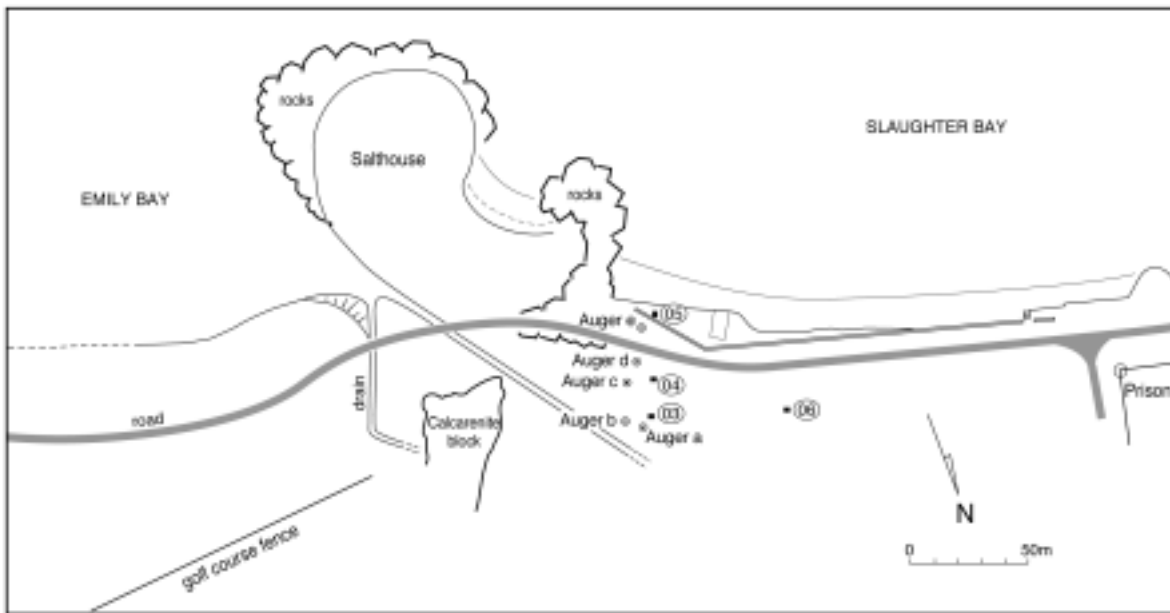 rocks
SLAUGHTER BAY
Salthouse
EMILY BAY
rocks
05
Auger e
Auger d
Auger c
04
Prison
03
06
Auger b
Auger a
drain
road
Calcarenite
block
N
0
50m
golf course fence